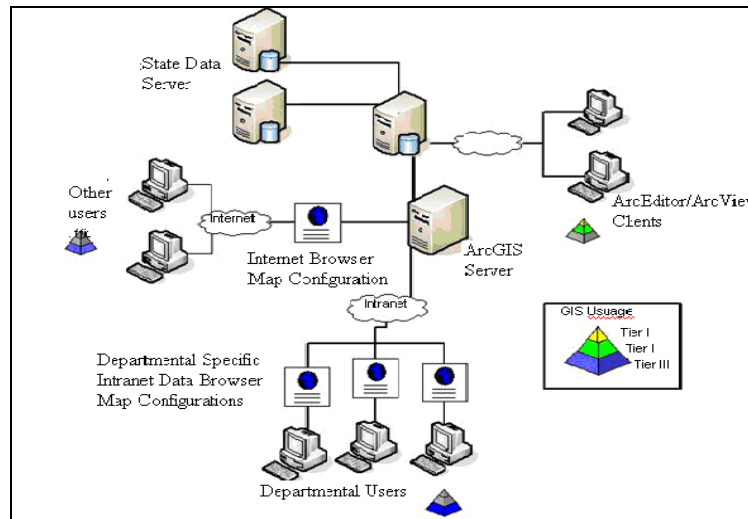 State Data
Server
Other
users
Internet
Internet Browser
Map Configuration
ArcGIS
Server
ArcEditor/ArcView
Clients
Intranet
GIS Usuage
Tier I
Tier I
Tier III
Departmental Specific
Intranet Data Browser
Map Configurations
Departmental Users